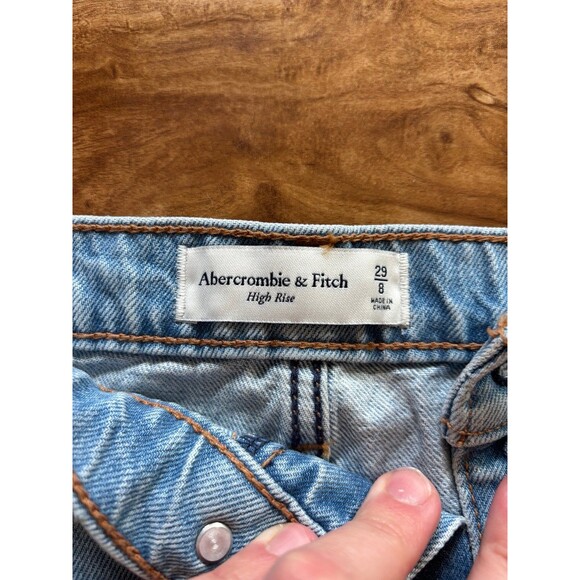 Abercrombie & Fitch
High Rise
29
8
MADE IN
CHINA